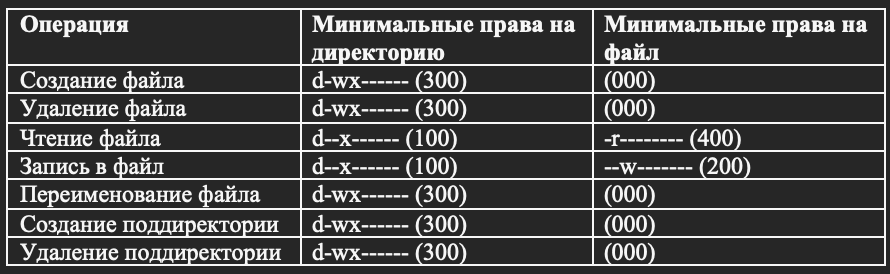 Операция Минимальные права на директорию Минимальные права на файл
Создание файла d-wx------ (300) (000)
Удаление файла d-wx------ (300) (000)
Чтение файла d--x------ (100) -r-------- (400)
Запись в файл d--x------ (100) --w------- (200)
Переименование файла d-wx------ (300) (000)
Создание поддиректории d-wx------ (300) (000)
Удаление поддиректории d-wx------ (300) (000)